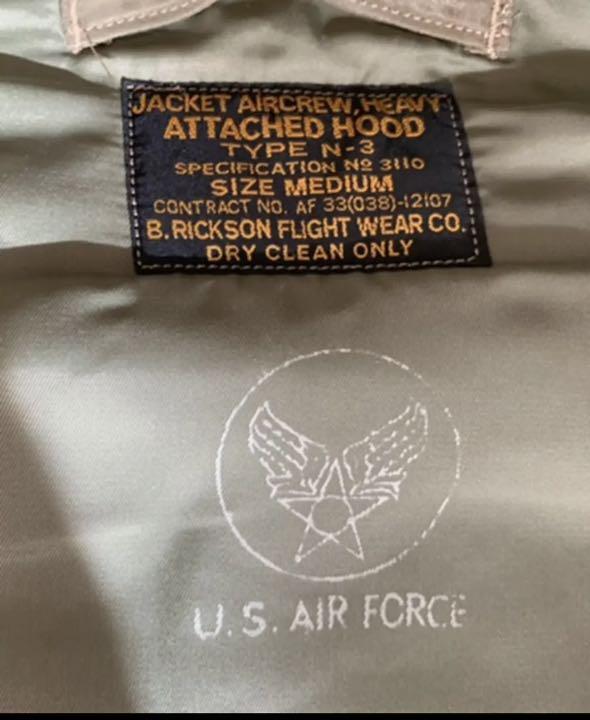 JACKET AIRCREW, HEAVY
ATTACHED HOOD
TYPE N-3
SPECIFICATION Nº 3110
SIZE MEDIUM
CONTRACT NO. AF 33(038)-12107
B. RICKSON FLIGHT WEAR CO.
DRY CLEAN ONLY
U.S. AIR FORCE